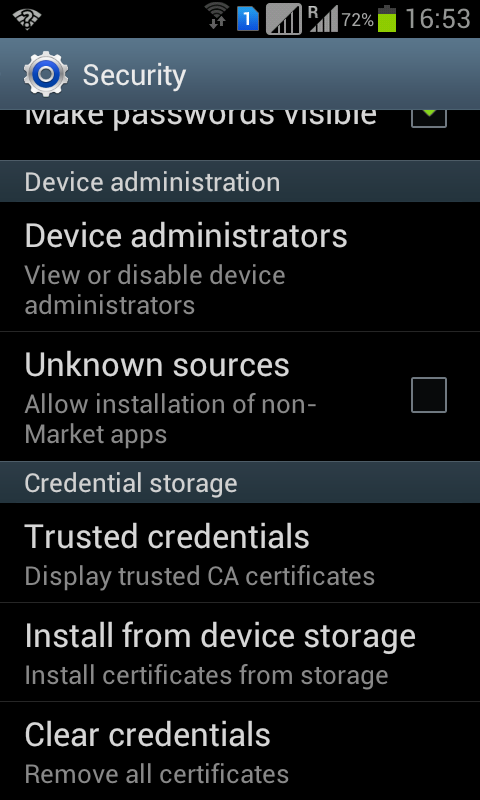 1 R 72% 16:53
Security
Make passwords visible
Device administration
Device administrators
View or disable device
administrators
Unknown sources
Allow installation of non-
Market apps
Credential storage
Trusted credentials
Display trusted CA certificates
Install from device storage
Install certificates from storage
Clear credentials
Remove all certificates